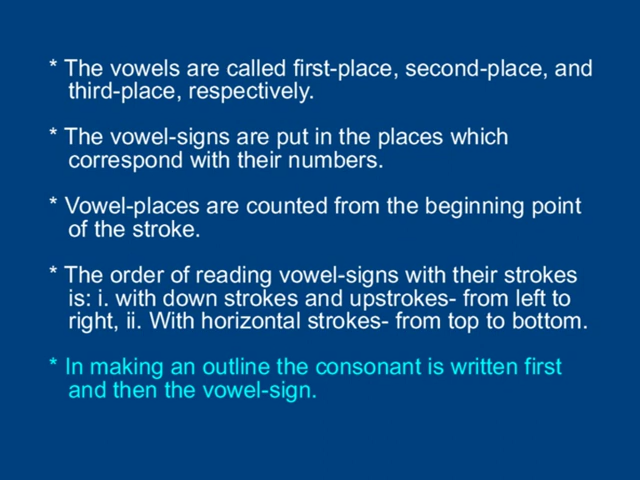 * The vowels are called first-place, second-place, and
third-place, respectively.
* The vowel-signs are put in the places which
correspond with their numbers.
* Vowel-places are counted from the beginning point
of the stroke.
* The order of reading vowel-signs with their strokes
is: i. with down strokes and upstrokes- from left to
right, ii. With horizontal strokes- from top to bottom.
* In making an outline the consonant is written first
and then the vowel-sign.